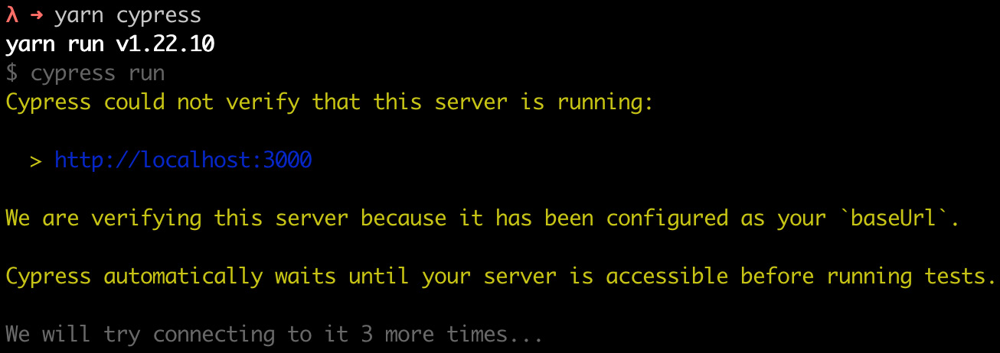 λ ➜ yarn cypress
yarn run v1.22.10
$ cypress run
Cypress could not verify that this server is running:
> http://localhost:3000
We are verifying this server because it has been configured as your `baseUrl`.
Cypress automatically waits until your server is accessible before running tests.
We will try connecting to it 3 more times...